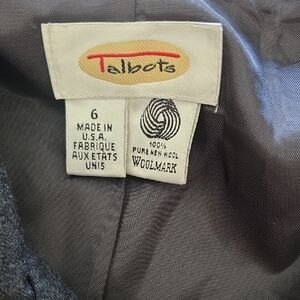 Talbots
6
MADE IN
U.S.A.
FABRIQUE
AUX ETATS
UNIS
100%
PURE NEW WOOL
WOOLMARK